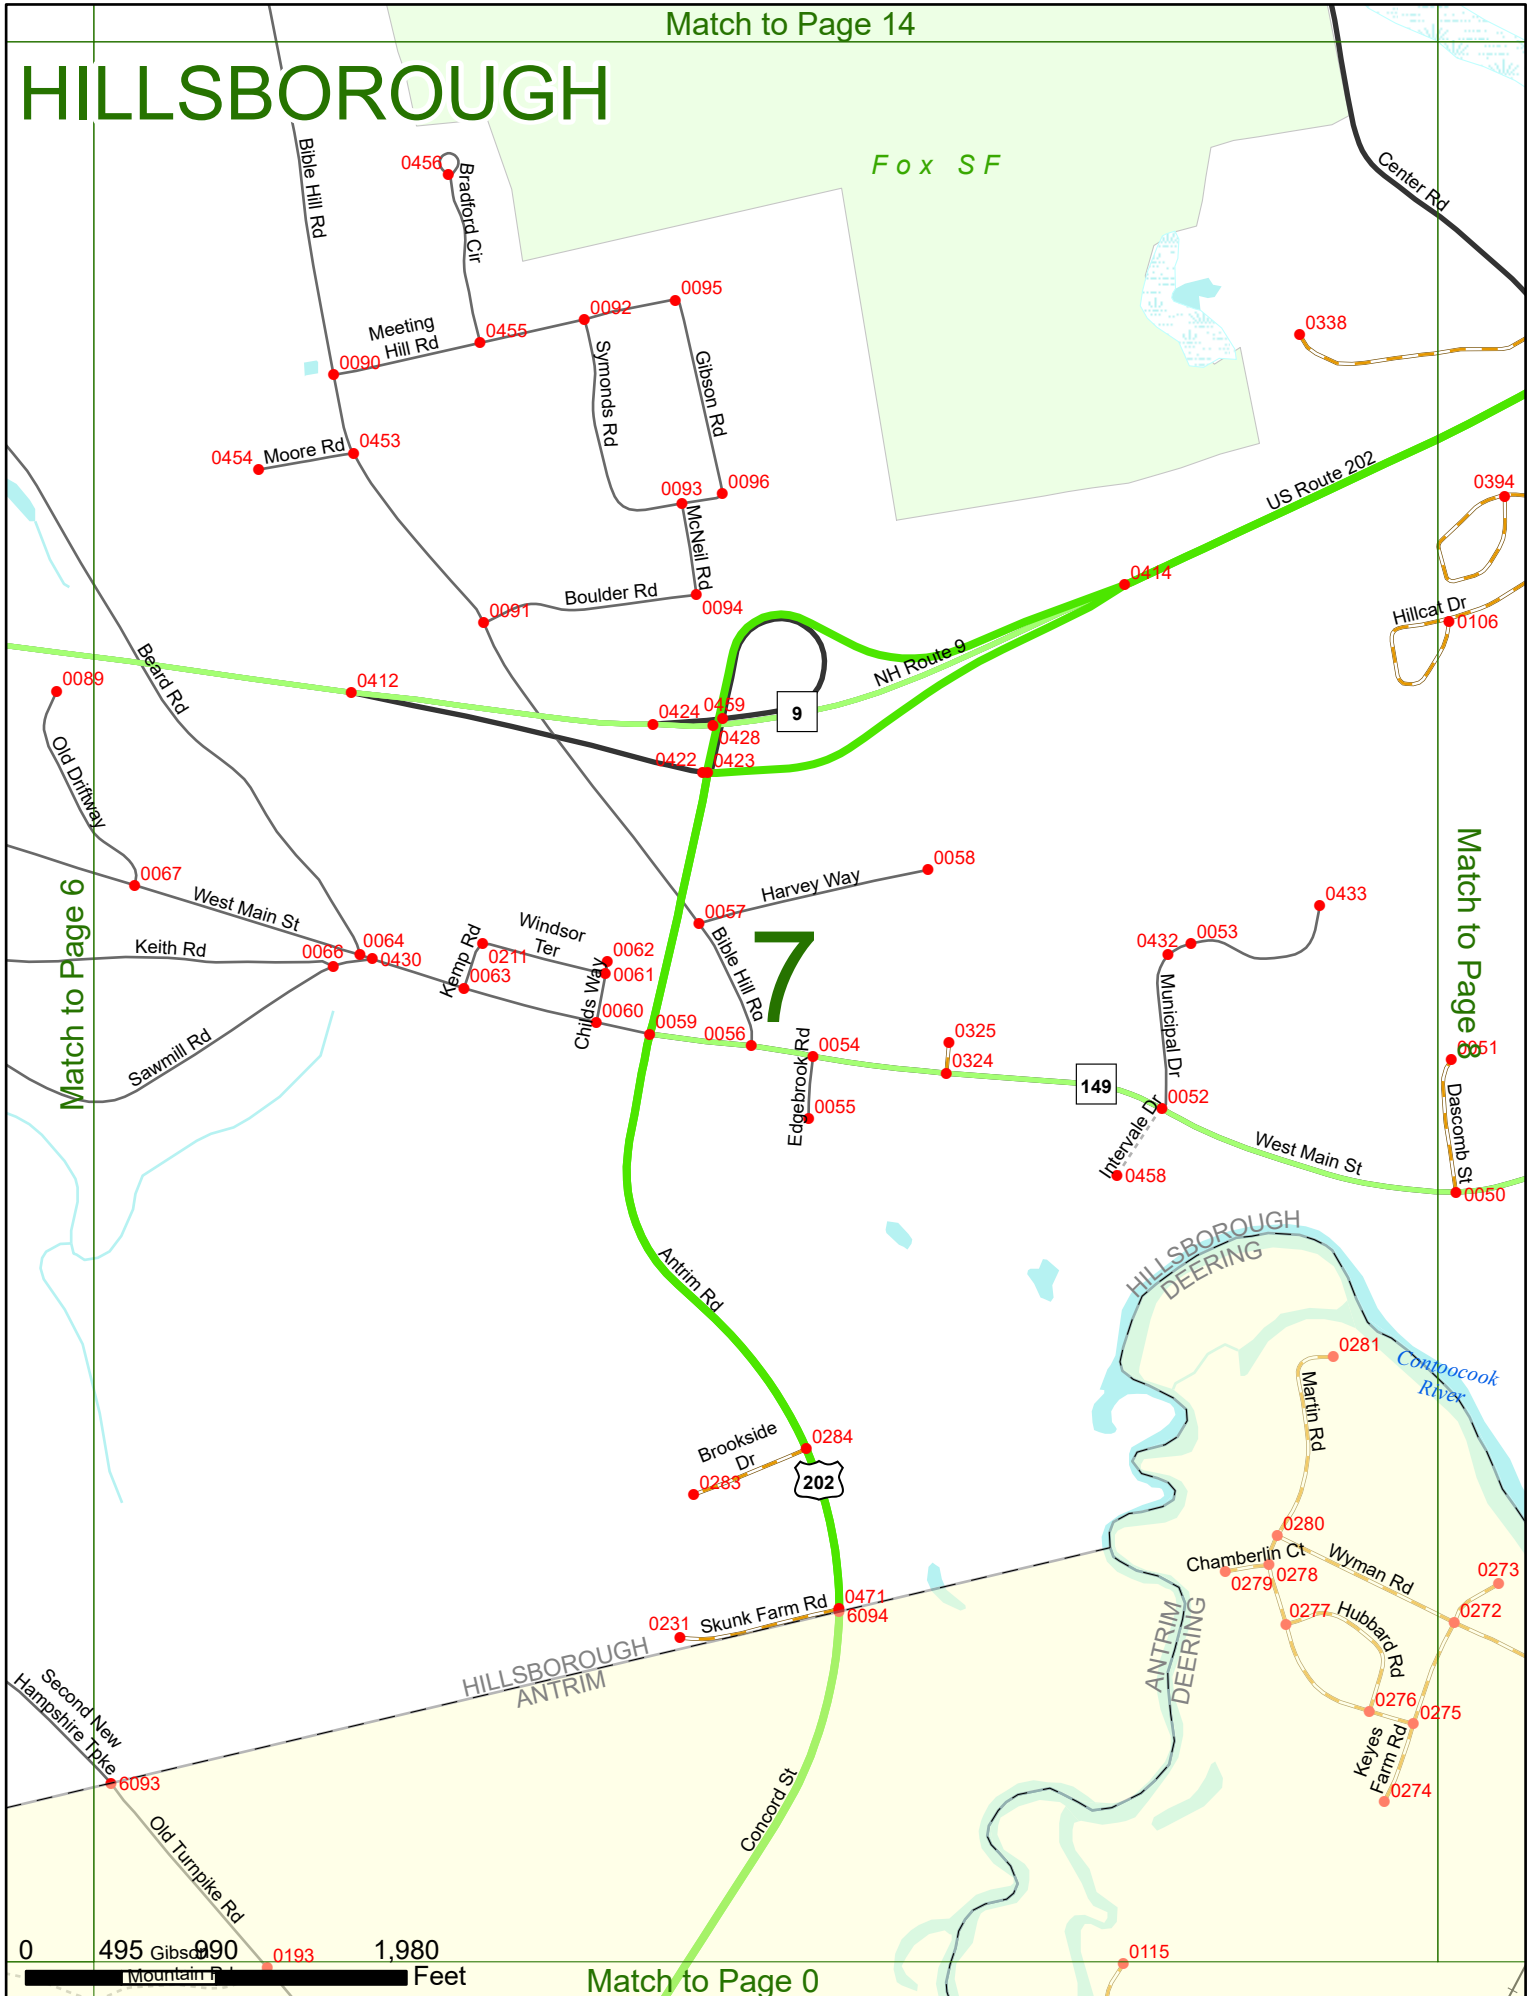 Match to Page 14
HILLSBOROUGH
Fox SF
Center Rd
Bible Hill Rd
0456
Bradford Cir
0095
0092
0455
Meeting
Hill Rd
0090
0338
Symonds Rd
Gibson Rd
0453
Moore Rd
0454
US Route 202
0394
0096
0093
McNeil Rd
0414
Boulder Rd
0094
0091
Hillcat Dr
0106
Beard Rd
NH Route 9
0089
0412
0459
9
0424
0428
0422
0423
Old Driftway
0067
0058
Harvey Way
0057
Match to Page 6
Match to Page 8
West Main St
0433
Windsor
Ter
7
0053
0432
Keith Rd
0064
0066
0430
Kemp Rd
0211
0062
0061
0063
Bible Hill Rd
Municipal Dr
Childs Way
0060
0059
0056
Edgebrook Rd
0054
0325
0324
0051
Sawmill Rd
149
0052
Dascomb St
0055
Intervale Dr
West Main St
0458
0050
HILLSBOROUGH
DEERING
Antrim Rd
0281
Contoocook
River
Martin Rd
Brookside
Dr
0284
202
0283
0280
Chamberlin Ct
Wyman Rd
0279
0278
0273
0471
6094
Skunk Farm Rd
0231
0277
Hubbard Rd
0272
HILLSBOROUGH
ANTRIM
ANTRIM
DEERING
Second New
Hampshire Tpke
0276
0275
Keyes
Farm Rd
6093
0274
Concord St
Old Turnpike Rd
0 495 990 1,980
Feet
Gibson
Mountain Rd
0193
0115
Match to Page 0